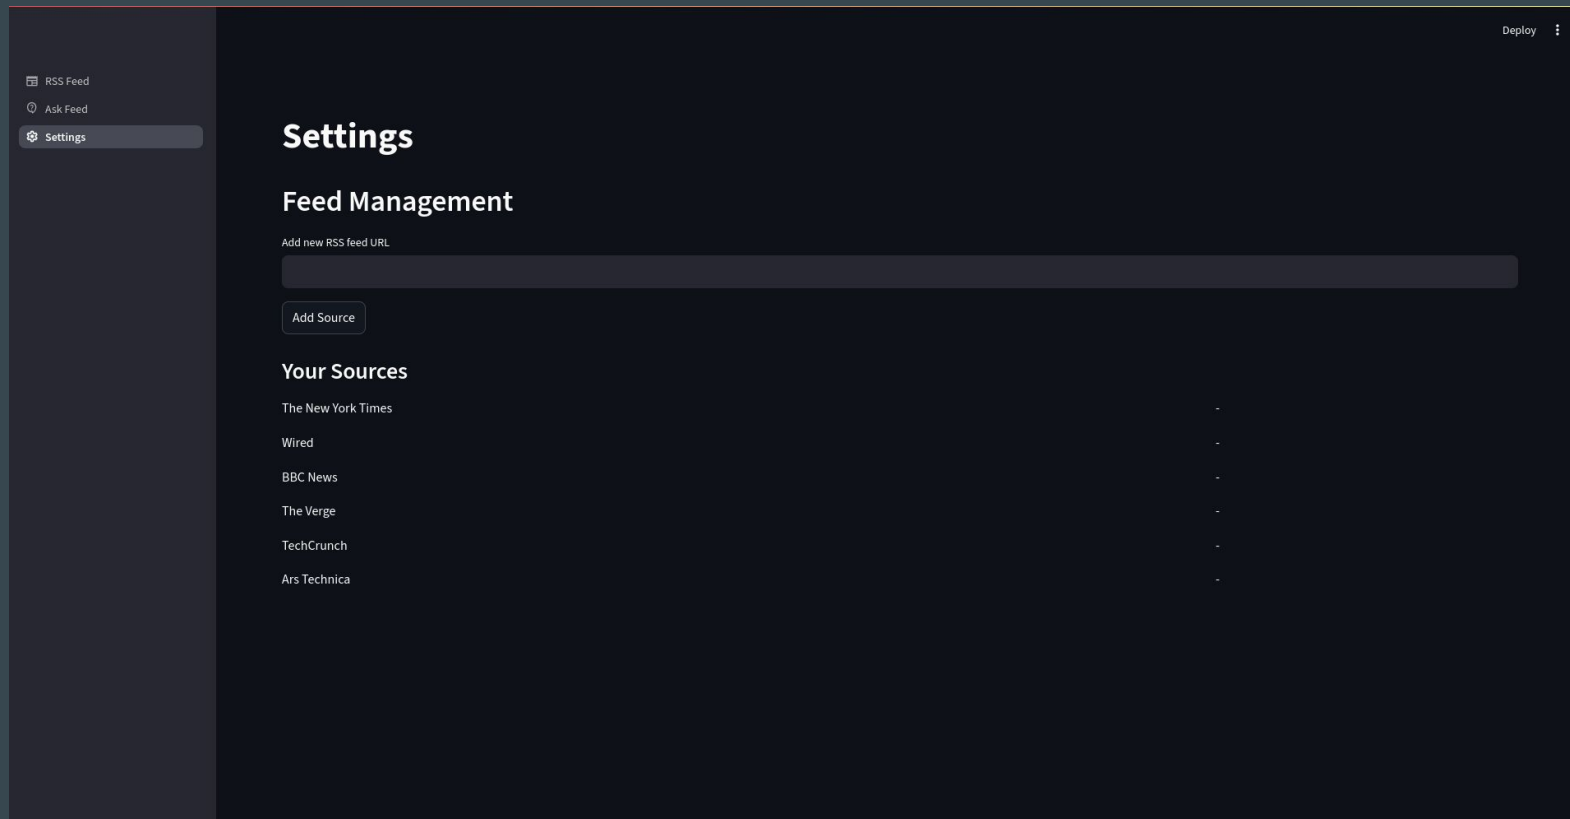 Deploy
RSS Feed
Ask Feed
Settings
Settings
Feed Management
Add new RSS feed URL
Add Source
Your Sources
The New York Times -
Wired -
BBC News -
The Verge -
TechCrunch -
Ars Technica -